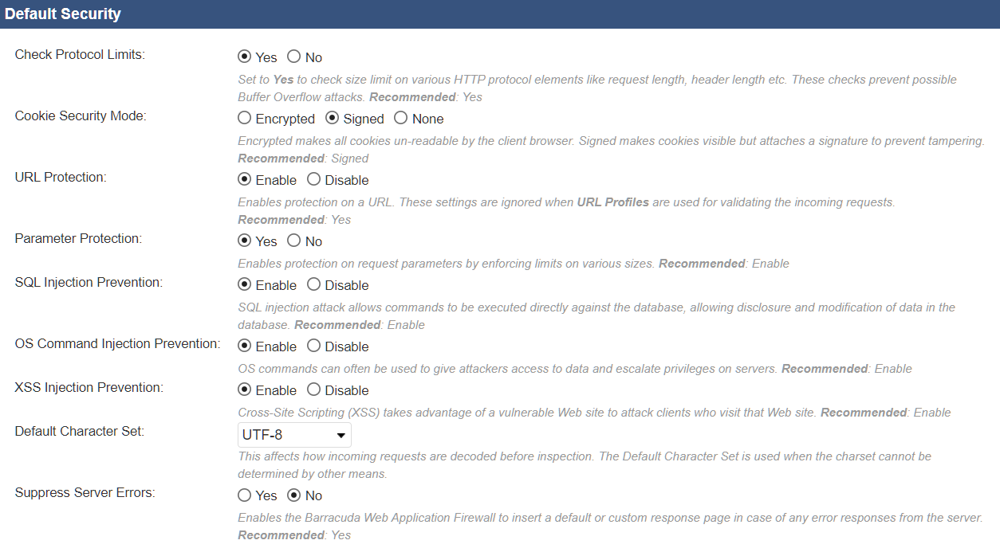 Default Security
Check Protocol Limits:
Yes No
Set to Yes to check size limit on various HTTP protocol elements like request length, header length etc. These checks prevent possible
Buffer Overflow attacks. Recommended: Yes
Cookie Security Mode:
Encrypted Signed None
Encrypted makes all cookies un-readable by the client browser. Signed makes cookies visible but attaches a signature to prevent tampering.
Recommended: Signed
URL Protection:
Enable Disable
Enables protection on a URL. These settings are ignored when URL Profiles are used for validating the incoming requests.
Recommended: Yes
Parameter Protection:
Yes No
Enables protection on request parameters by enforcing limits on various sizes. Recommended: Enable
SQL Injection Prevention:
Enable Disable
SQL injection attack allows commands to be executed directly against the database, allowing disclosure and modification of data in the
database. Recommended: Enable
OS Command Injection Prevention:
Enable Disable
OS commands can often be used to give attackers access to data and escalate privileges on servers. Recommended: Enable
XSS Injection Prevention:
Enable Disable
Cross-Site Scripting (XSS) takes advantage of a vulnerable Web site to attack clients who visit that Web site. Recommended: Enable
Default Character Set:
UTF-8
This affects how incoming requests are decoded before inspection. The Default Character Set is used when the charset cannot be
determined by other means.
Suppress Server Errors:
Yes No
Enables the Barracuda Web Application Firewall to insert a default or custom response page in case of any error responses from the server.
Recommended: Yes